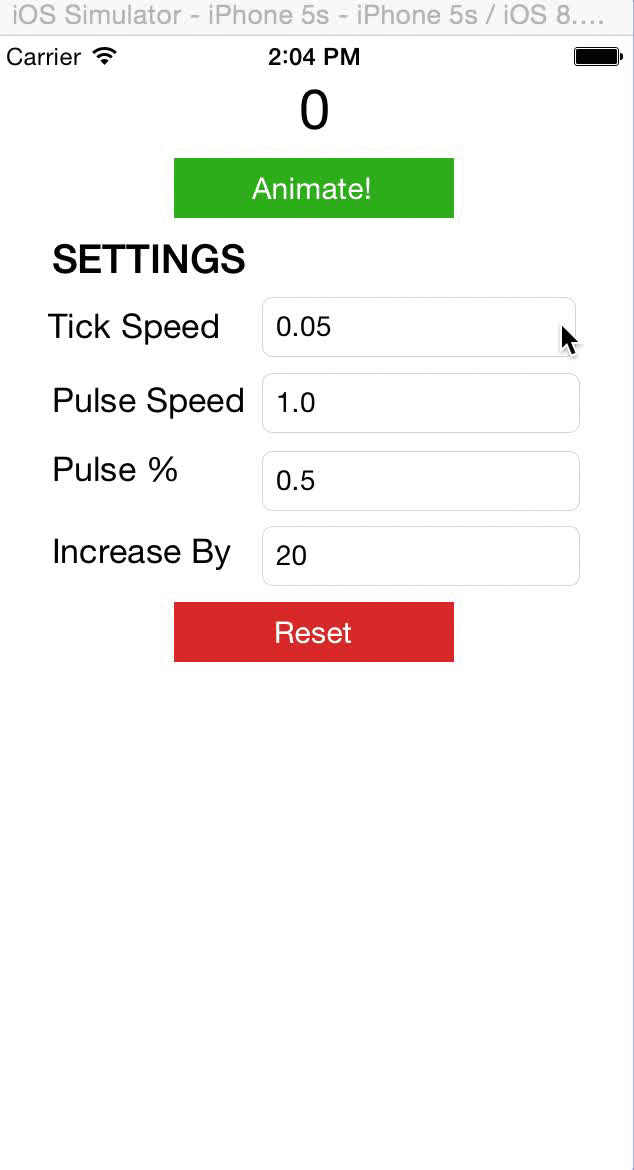 iOS Simulator - iPhone 5s - iPhone 5s / iOS 8....
Carrier 2:04 PM
0
Animate!
SETTINGS
Tick Speed 0.05
Pulse Speed 1.0
Pulse % 0.5
Increase By 20
Reset